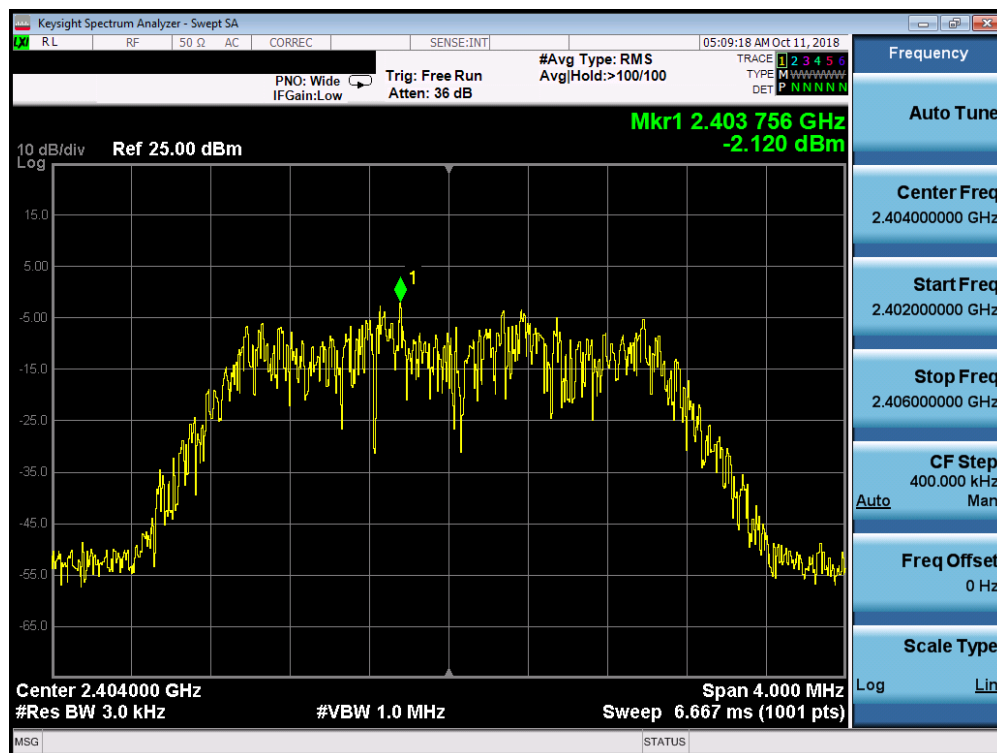 Keysight Spectrum Analyzer - Swept SA
LXI RL RF 50 Ω AC CORREC SENSE:INT 05:09:18 AM Oct 11, 2018
PNO: Wide
IFGain:Low
Trig: Free Run
Atten: 36 dB
#Avg Type: RMS
Avg|Hold:>100/100
TRACE 1 2 3 4 5 6
TYPE M W W W W W
DET P N N N N N
Mkr1 2.403 756 GHz
-2.120 dBm
10 dB/div
Log
Ref 25.00 dBm
15.0
5.00
-5.00
-15.0
-25.0
-35.0
-45.0
-55.0
-65.0
1
Center 2.404000 GHz
Span 4.000 MHz
#Res BW 3.0 kHz
#VBW 1.0 MHz
Sweep 6.667 ms (1001 pts)
MSG
STATUS
Frequency
Auto Tune
Center Freq
2.404000000 GHz
Start Freq
2.402000000 GHz
Stop Freq
2.406000000 GHz
CF Step
400.000 kHz
Auto Man
Freq Offset
0 Hz
Scale Type
Log Lin